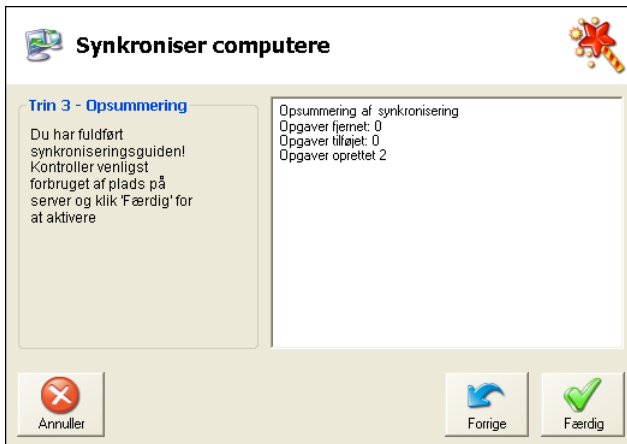 Synkroniser computere
Trin 3 - Opsummering
Du har fuldført
synkroniseringsguiden!
Kontroller venligst
forbruget af plads på
server og klik 'Færdig' for
at aktivere
Opsummering af synkronisering
Opgaver fjernet: 0
Opgaver tilføjet: 0
Opgaver oprettet 2
Annuller
Forrige
Færdig